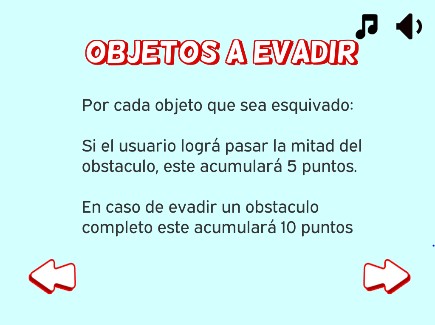 OBJETOS A EVADIR
Por cada objeto que sea esquivado:
Si el usuario lográ pasar la mitad del
obstaculo, este acumulará 5 puntos.
En caso de evadir un obstaculo
completo este acumulará 10 puntos